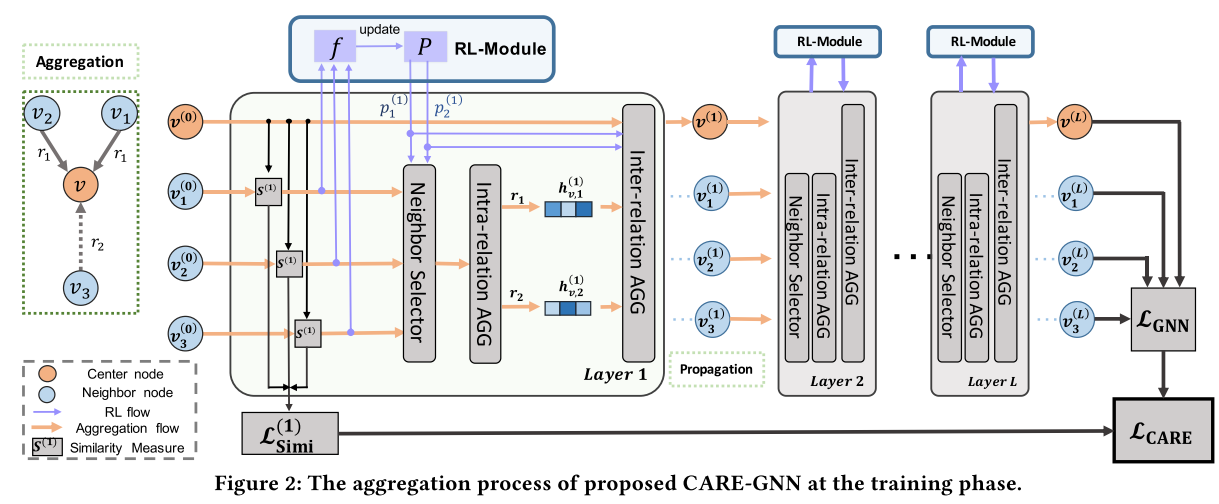 Aggregation
v₂
v₁
r₁
r₁
v
r₂
v₃
Center node
Neighbor node
RL flow
Aggregation flow
S⁽¹⁾ Similarity Measure
f
update
P
RL-Module
p₁⁽¹⁾
p₂⁽¹⁾
v⁽⁰⁾
v₁⁽⁰⁾
v₂⁽⁰⁾
v₃⁽⁰⁾
S⁽¹⁾
S⁽¹⁾
S⁽¹⁾
Neighbor Selector
Intra-relation AGG
r₁
h_{v,1}⁽¹⁾
r₂
h_{v,2}⁽¹⁾
Inter-relation AGG
Layer 1
v⁽¹⁾
v₁⁽¹⁾
v₂⁽¹⁾
v₃⁽¹⁾
Propagation
RL-Module
Neighbor Selector
Intra-relation AGG
Inter-relation AGG
Layer 2
...
RL-Module
Neighbor Selector
Intra-relation AGG
Inter-relation AGG
Layer L
v⁽ᴸ⁾
v₁⁽ᴸ⁾
v₂⁽ᴸ⁾
v₃⁽ᴸ⁾
ℒ_GNN
ℒ_Simi⁽¹⁾
ℒ_CARE
Figure 2: The aggregation process of proposed CARE-GNN at the training phase.